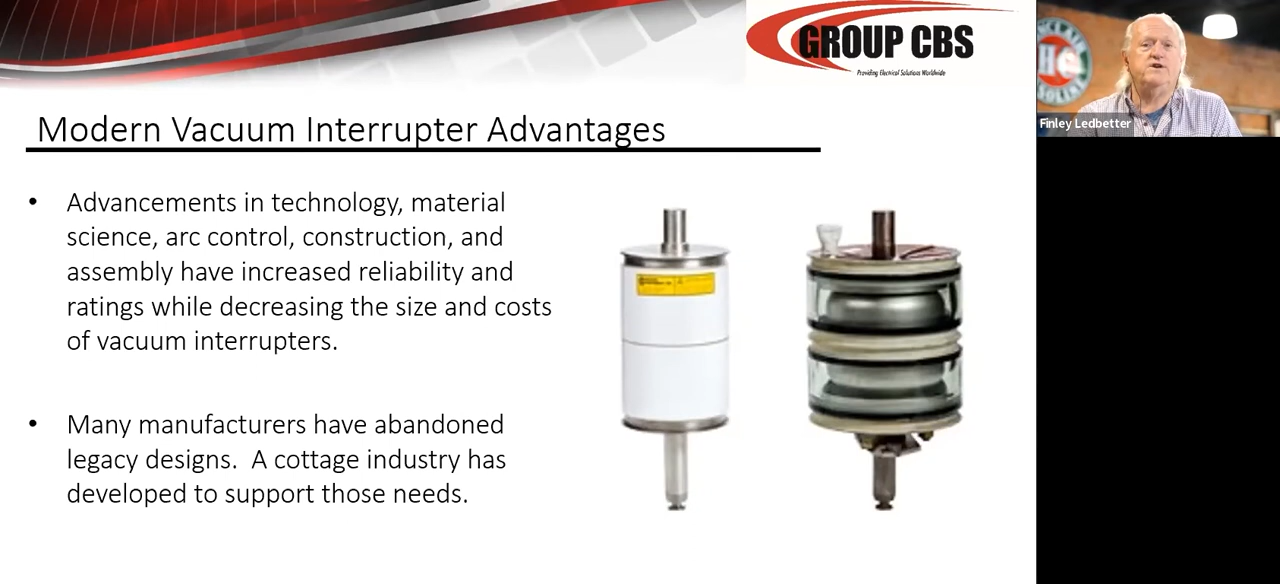 GROUP CBS
Providing Electrical Solutions Worldwide
Finley Ledbetter
Modern Vacuum Interrupter Advantages
• Advancements in technology, material
science, arc control, construction, and
assembly have increased reliability and
ratings while decreasing the size and costs
of vacuum interrupters.
• Many manufacturers have abandoned
legacy designs.  A cottage industry has
developed to support those needs.